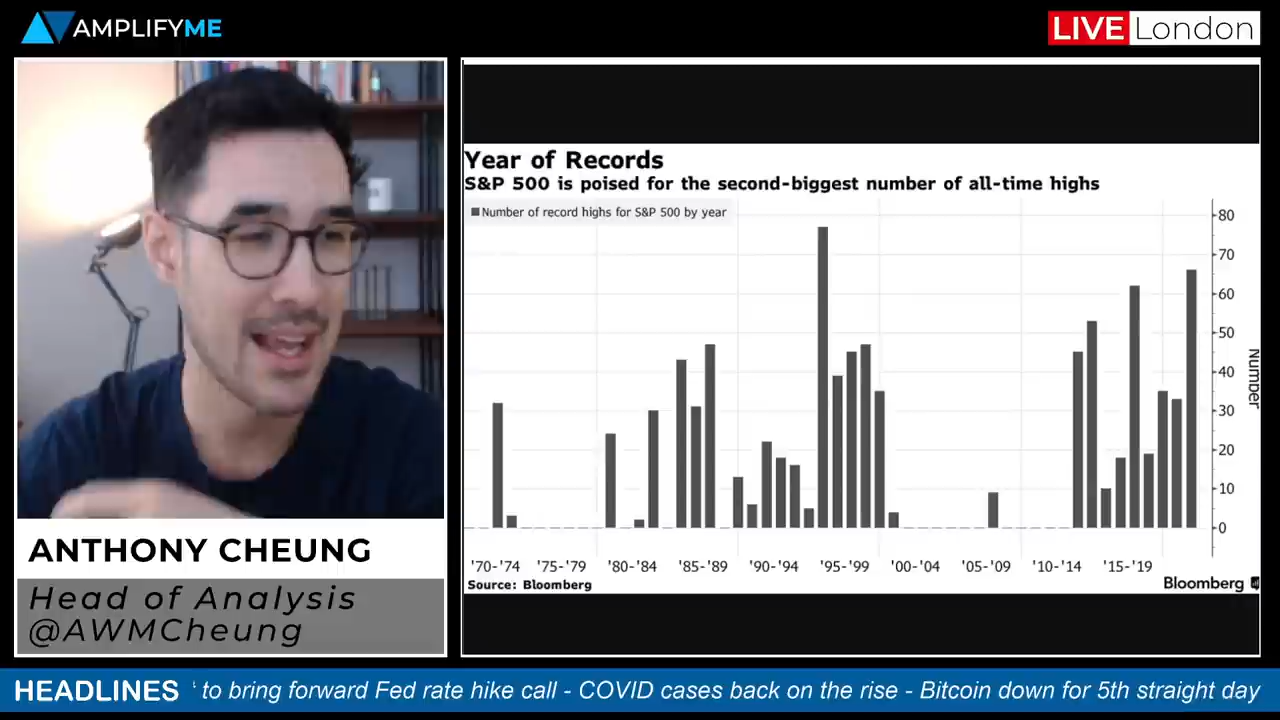 AMPLIFYME
LIVE London
Year of Records
S&P 500 is poised for the second-biggest number of all-time highs
Number of record highs for S&P 500 by year
80
70
60
50
40
30
20
10
0
Number
'70-'74 '75-'79 '80-'84 '85-'89 '90-'94 '95-'99 '00-'04 '05-'09 '10-'14 '15-'19
Source: Bloomberg
Bloomberg
ANTHONY CHEUNG
Head of Analysis
@AWMCheung
HEADLINES ' to bring forward Fed rate hike call - COVID cases back on the rise - Bitcoin down for 5th straight day